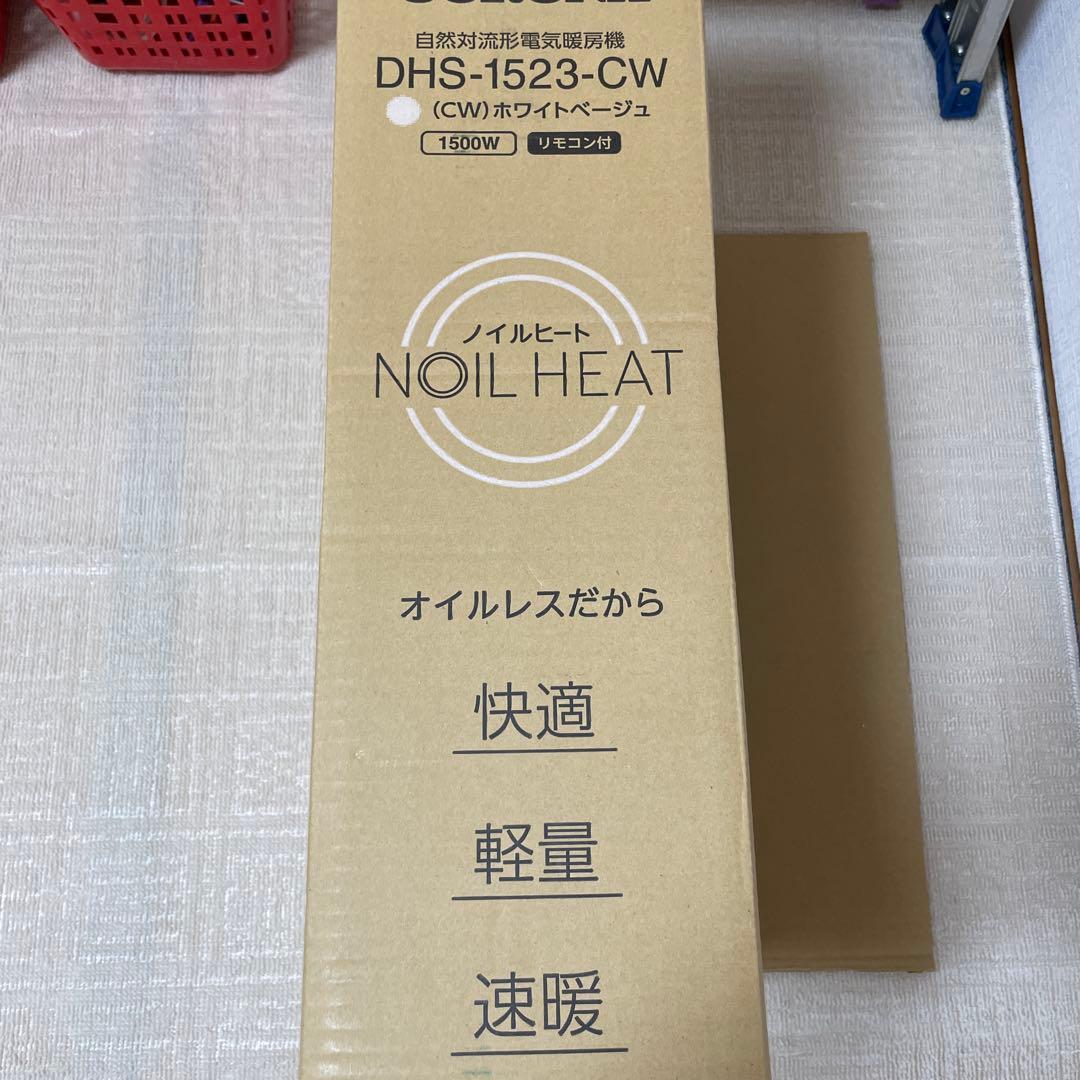 自然対流形電気暖房機
DHS-1523-CW
(CW)ホワイトベージュ
1500W リモコン付
ノイルヒート
NOIL HEAT
オイルレスだから
快適
軽量
速暖